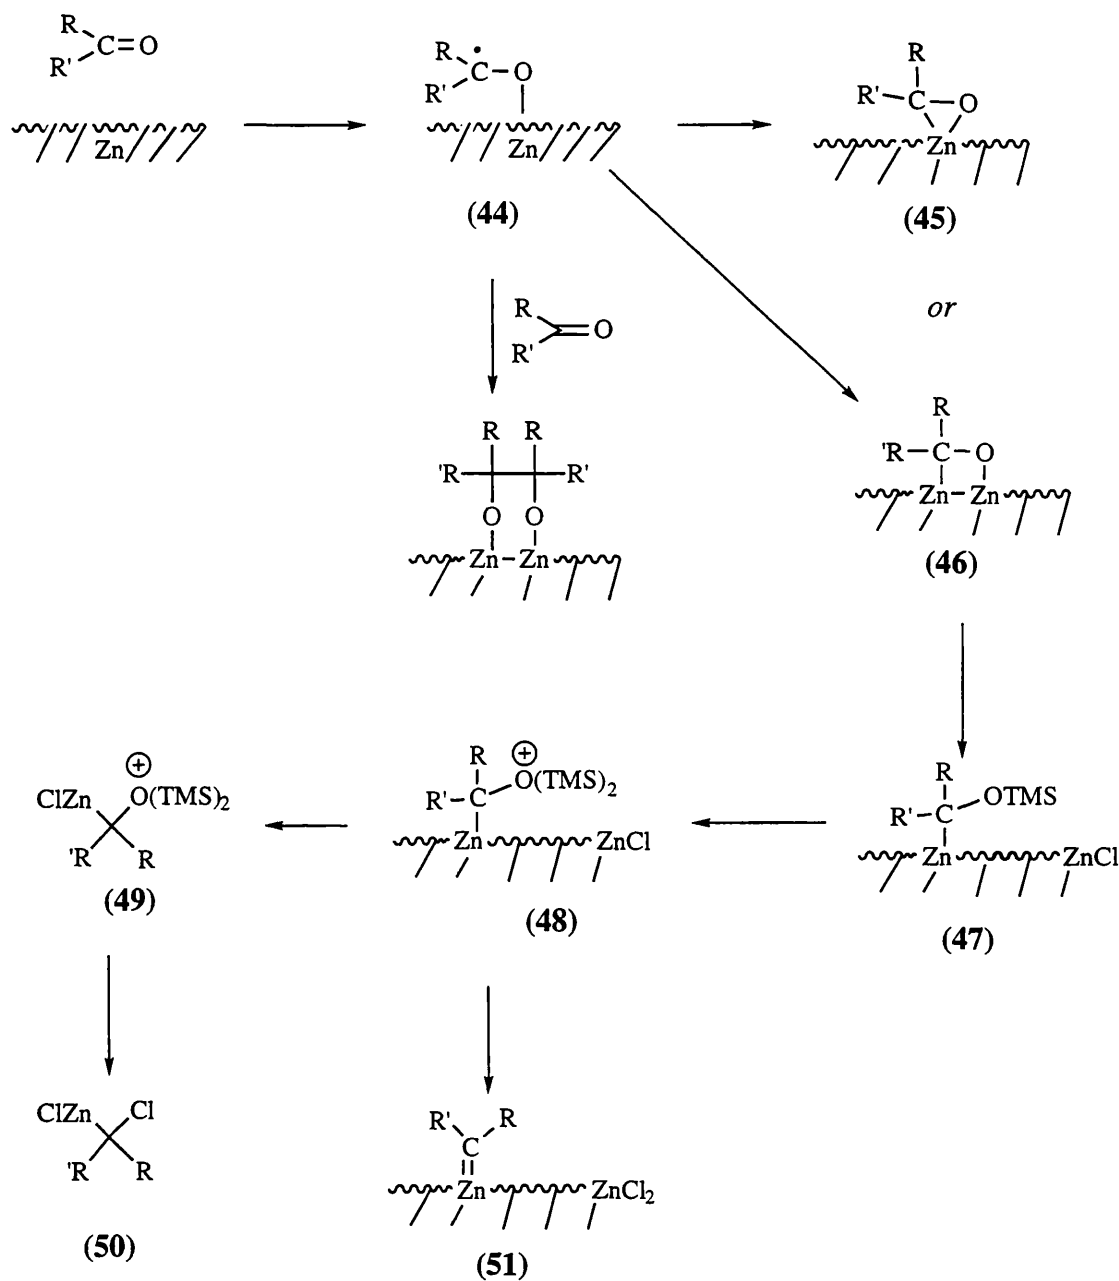 R
R'
C=O
Zn
R
R'
C-O
Zn
(44)
R
R'
C-O
Zn
(45)
or
R
R'
O
R
R
'R
R'
O
O
Zn-Zn
R
'R-C-O
Zn-Zn
(46)
ClZn
+
O(TMS)2
'R
R
(49)
R
+
O(TMS)2
R'-C
Zn
ZnCl
(48)
R
OTMS
R'-C
Zn
ZnCl
(47)
ClZn
Cl
'R
R
(50)
R'
R
C
Zn
ZnCl2
(51)